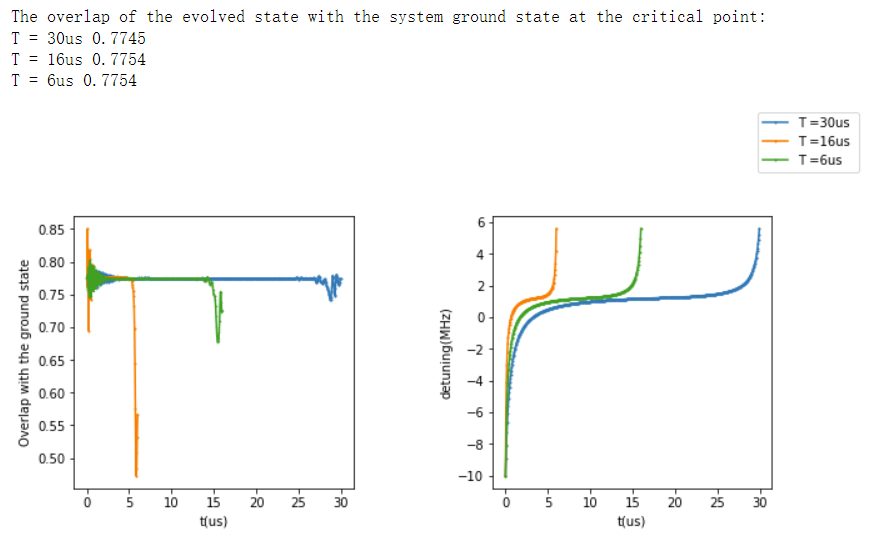 The overlap of the evolved state with the system ground state at the critical point:
T = 30us 0.7745
T = 16us 0.7754
T = 6us 0.7754
T=30us
T=16us
T=6us
Overlap with the ground state
0.85
0.80
0.75
0.70
0.65
0.60
0.55
0.50
0 5 10 15 20 25 30
t(us)
detuning(MHz)
6
4
2
0
−2
−4
−6
−8
−10
0 5 10 15 20 25 30
t(us)